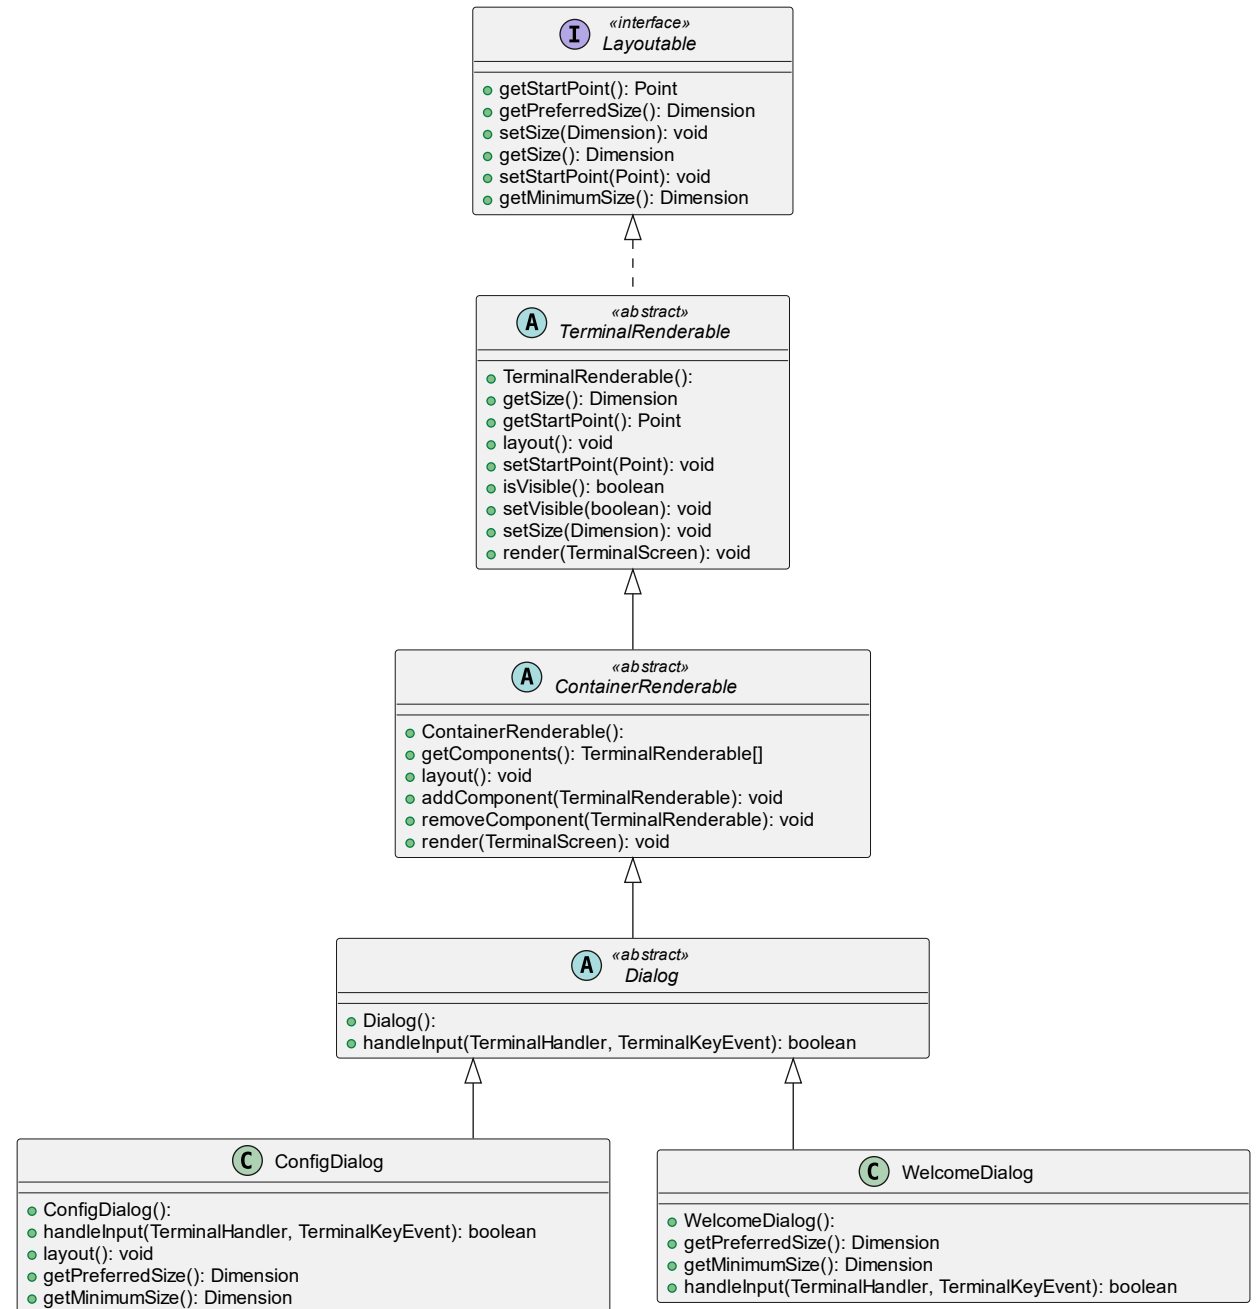 I
«interface»
Layoutable
getStartPoint(): Point
getPreferredSize(): Dimension
setSize(Dimension): void
getSize(): Dimension
setStartPoint(Point): void
getMinimumSize(): Dimension
A
«abstract»
TerminalRenderable
TerminalRenderable():
getSize(): Dimension
getStartPoint(): Point
layout(): void
setStartPoint(Point): void
isVisible(): boolean
setVisible(boolean): void
setSize(Dimension): void
render(TerminalScreen): void
A
«abstract»
ContainerRenderable
ContainerRenderable():
getComponents(): TerminalRenderable[]
layout(): void
addComponent(TerminalRenderable): void
removeComponent(TerminalRenderable): void
render(TerminalScreen): void
A
«abstract»
Dialog
Dialog():
handleInput(TerminalHandler, TerminalKeyEvent): boolean
C ConfigDialog
ConfigDialog():
handleInput(TerminalHandler, TerminalKeyEvent): boolean
layout(): void
getPreferredSize(): Dimension
getMinimumSize(): Dimension
C WelcomeDialog
WelcomeDialog():
getPreferredSize(): Dimension
getMinimumSize(): Dimension
handleInput(TerminalHandler, TerminalKeyEvent): boolean